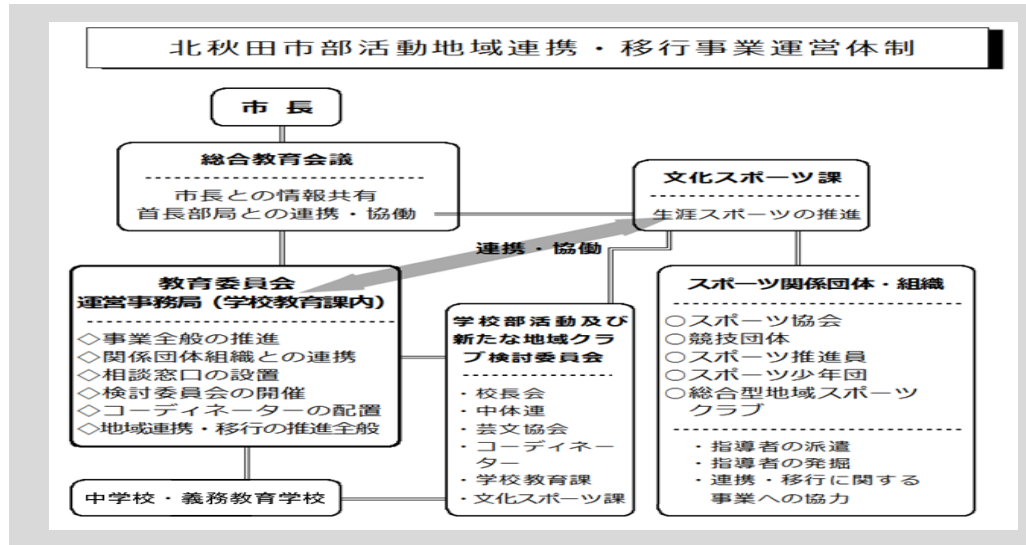 北秋田市部活動地域連携・移行事業運営体制
市 長
総合教育会議
市長との情報共有
首長部局との連携・協働
文化スポーツ課
生涯スポーツの推進
連携・協働
教育委員会
運営事務局（学校教育課内）
◇事業全般の推進
◇関係団体組織との連携
◇相談窓口の設置
◇検討委員会の開催
◇コーディネーターの配置
◇地域連携・移行の推進全般
学校部活動及び
新たな地域クラ
ブ検討委員会
・校長会
・中体連
・芸文協会
・コーディネー
ター
・学校教育課
・文化スポーツ課
スポーツ関係団体・組織
○スポーツ協会
○競技団体
○スポーツ推進員
○スポーツ少年団
○総合型地域スポーツ
クラブ
・指導者の派遣
・指導者の発掘
・連携・移行に関する
事業への協力
中学校・義務教育学校